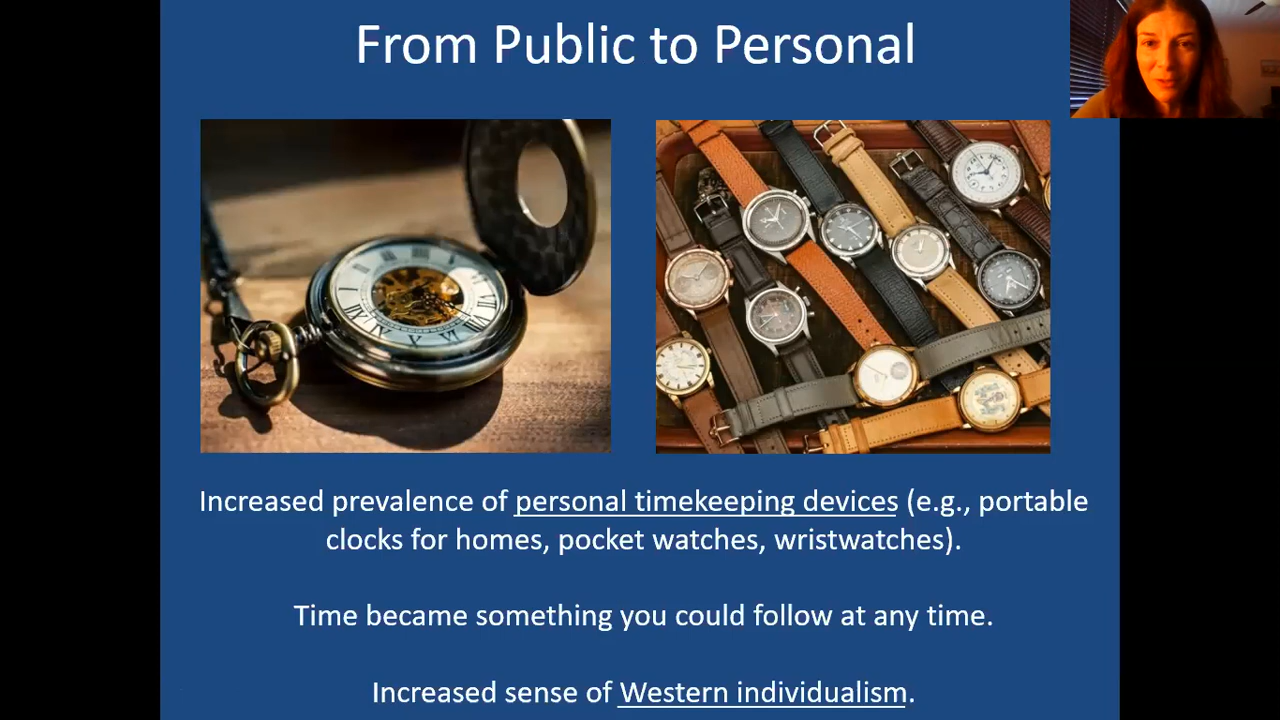 From Public to Personal
Increased prevalence of personal timekeeping devices (e.g., portable
clocks for homes, pocket watches, wristwatches).
Time became something you could follow at any time.
Increased sense of Western individualism.